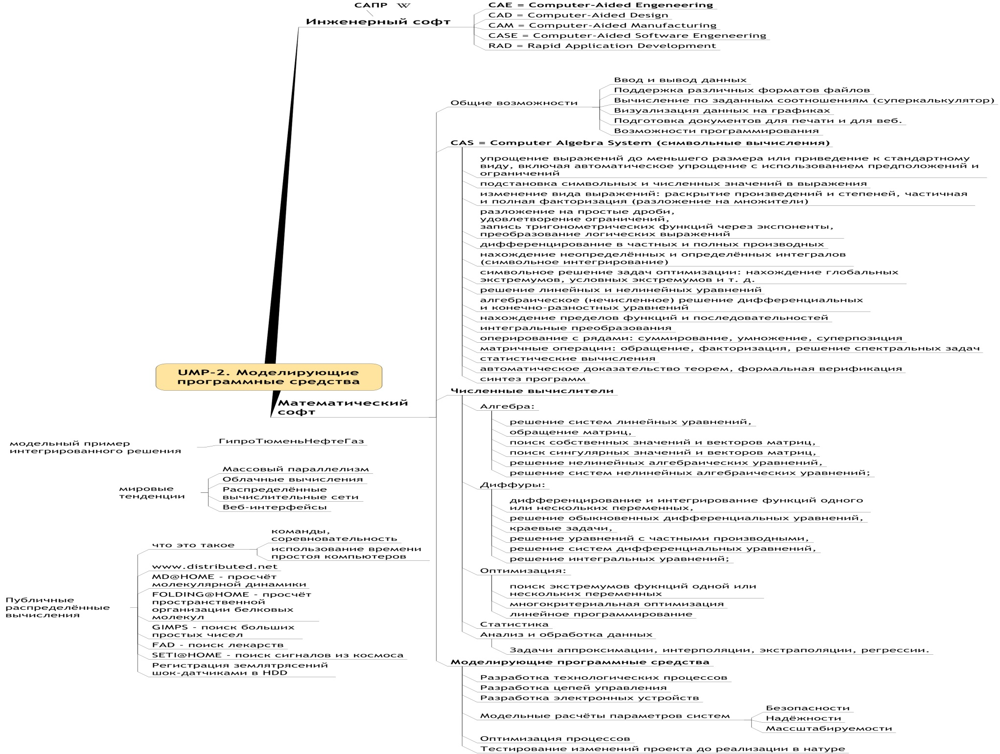 САПР W
Инженерный софт
CAE = Computer-Aided Engeneering
CAD = Computer-Aided Design
CAM = Computer-Aided Manufacturing
CASE = Computer-Aided Software Engeneering
RAD = Rapid Application Development
UMP-2. Моделирующие
программные средства
Математический
софт
Общие возможности
Ввод и вывод данных
Поддержка различных форматов файлов
Вычисление по заданным соотношениям (суперкалькулятор)
Визуализация данных на графиках
Подготовка документов для печати и для веб.
Возможности программирования
CAS = Computer Algebra System (символьные вычисления)
упрощение выражений до меньшего размера или приведение к стандартному
виду, включая автоматическое упрощение с использованием предположений и
ограничений
подстановка символьных и численных значений в выражения
изменение вида выражений: раскрытие произведений и степеней, частичная
и полная факторизация (разложение на множители)
разложение на простые дроби,
удовлетворение ограничений,
запись тригонометрических функций через экспоненты,
преобразование логических выражений
дифференцирование в частных и полных производных
нахождение неопределённых и определённых интегралов
(символьное интегрирование)
символьное решение задач оптимизации: нахождение глобальных
экстремумов, условных экстремумов и т. д.
решение линейных и нелинейных уравнений
алгебраическое (нечисленное) решение дифференциальных
и конечно-разностных уравнений
нахождение пределов функций и последовательностей
интегральные преобразования
оперирование с рядами: суммирование, умножение, суперпозиция
матричные операции: обращение, факторизация, решение спектральных задач
статистические вычисления
автоматическое доказательство теорем, формальная верификация
синтез программ
Численные вычислители
Алгебра:
решение систем линейных уравнений,
обращение матриц,
поиск собственных значений и векторов матриц,
поиск сингулярных значений и векторов матриц,
решение нелинейных алгебраических уравнений,
решение систем нелинейных алгебраических уравнений;
Диффуры:
дифференцирование и интегрирование функций одного
или нескольких переменных,
решение обыкновенных дифференциальных уравнений,
краевые задачи,
решение уравнений с частными производными,
решение систем дифференциальных уравнений,
решение интегральных уравнений;
Оптимизация:
поиск экстремумов фукнций одной или
нескольких переменных
многокритериальная оптимизация
линейное программирование
Статистика
Анализ и обработка данных
Задачи аппроксимации, интерполяции, экстраполяции, регрессии.
Моделирующие программные средства
Разработка технологических процессов
Разработка цепей управления
Разработка электронных устройств
Модельные расчёты параметров систем
Безопасности
Надёжности
Массштабируемости
Оптимизация процессов
Тестирование изменений проекта до реализации в натуре
модельный пример
интегрированного решения
ГипроТюменьНефтеГаз
мировые
тенденции
Массовый параллелизм
Облачные вычисления
Распределённые
вычислительные сети
Веб-интерфейсы
Публичные
распределённые
вычисления
что это такое
команды,
соревновательность
использование времени
простоя компьютеров
www.distributed.net
MD@HOME - просчёт
молекулярной динамики
FOLDING@HOME - просчёт
пространственной
организации белковых
молекул
GIMPS - поиск больших
простых чисел
FAD - поиск лекарств
SETI@HOME - поиск сигналов из космоса
Регистрация землятрясений
шок-датчиками в HDD